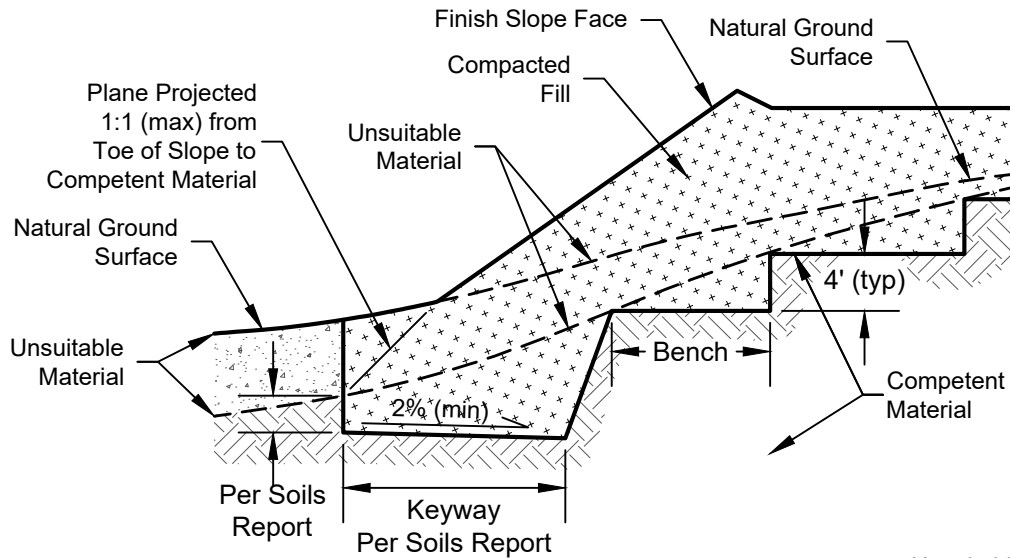 Finish Slope Face
Natural Ground
Surface
Compacted
Fill
Plane Projected
1:1 (max) from
Toe of Slope to
Competent Material
Unsuitable
Material
Natural Ground
Surface
4' (typ)
Unsuitable
Material
Bench
Competent
Material
2% (min)
Per Soils
Report
Keyway
Per Soils Report